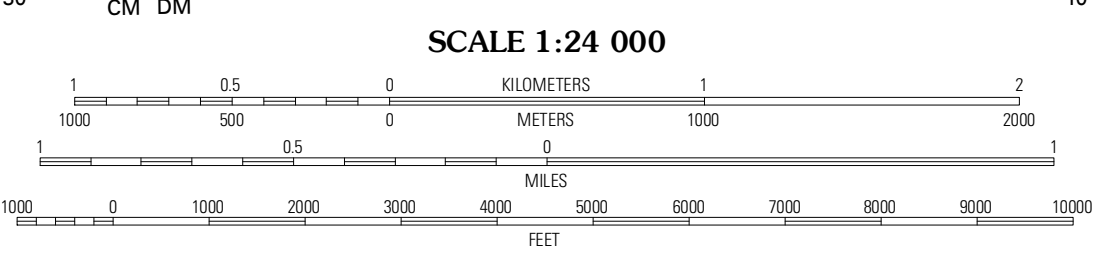 CM DM
SCALE 1:24 000
1 0.5 0 KILOMETERS 1 2
1000 500 0 METERS 1000 2000
1 0.5 0 1
MILES
1000 0 1000 2000 3000 4000 5000 6000 7000 8000 9000 10000
FEET